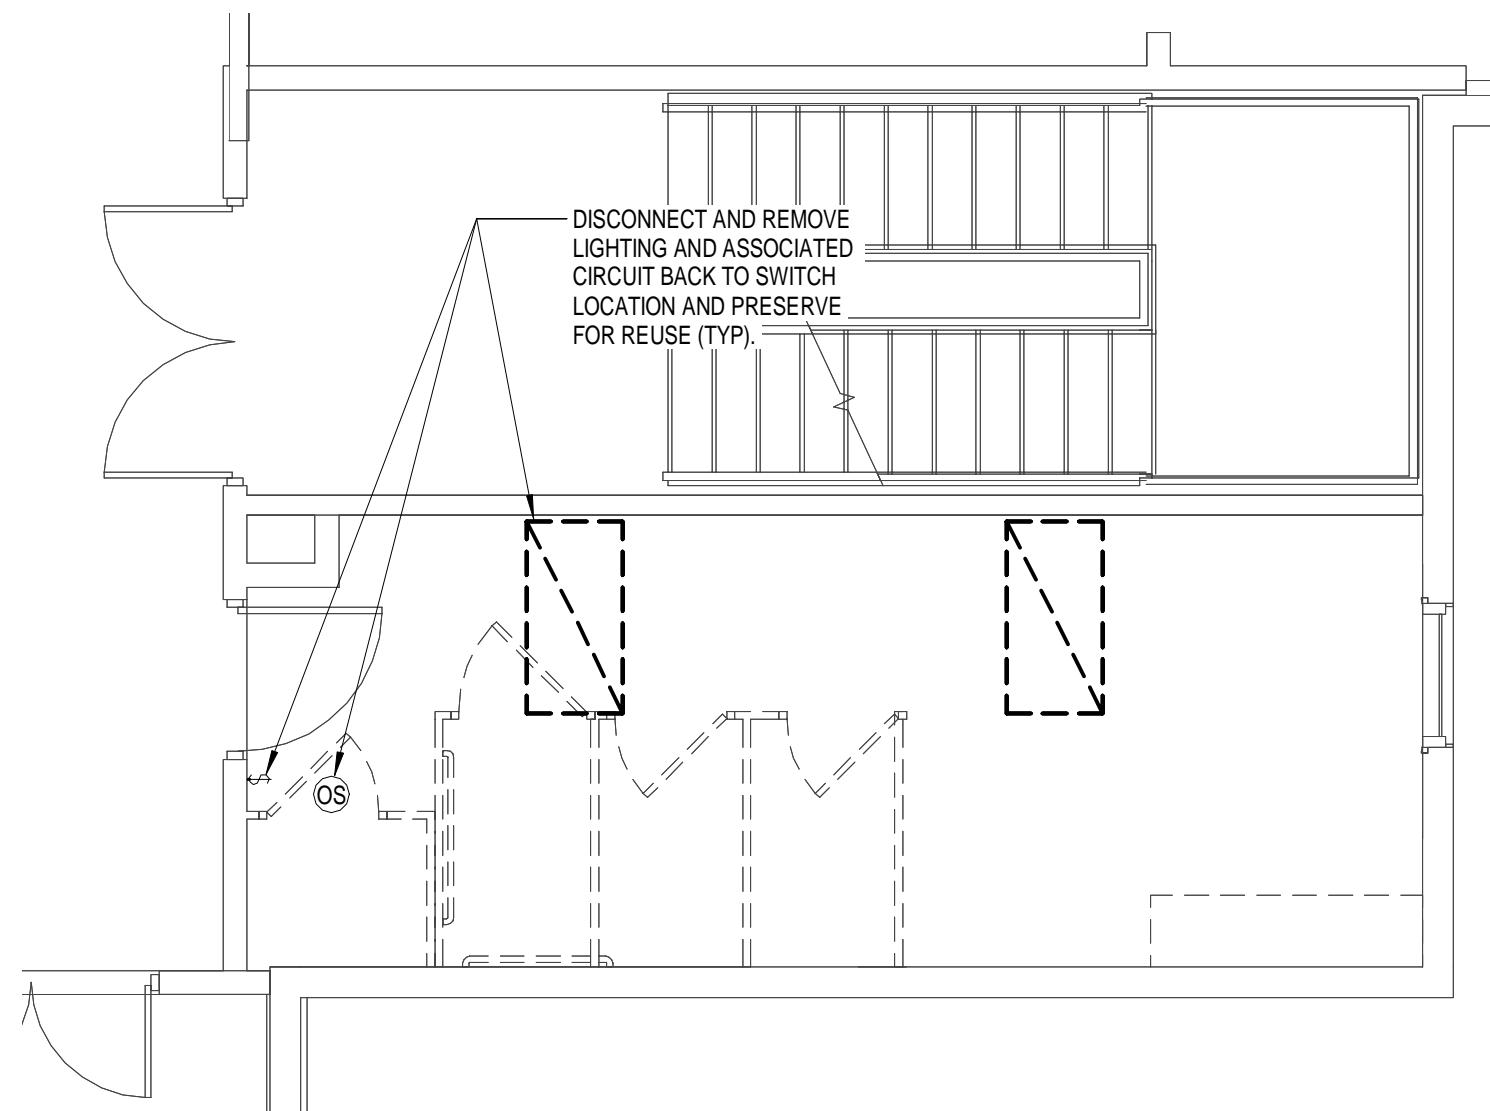 DISCONNECT AND REMOVE
LIGHTING AND ASSOCIATED
CIRCUIT BACK TO SWITCH
LOCATION AND PRESERVE
FOR REUSE (TYP).
OS